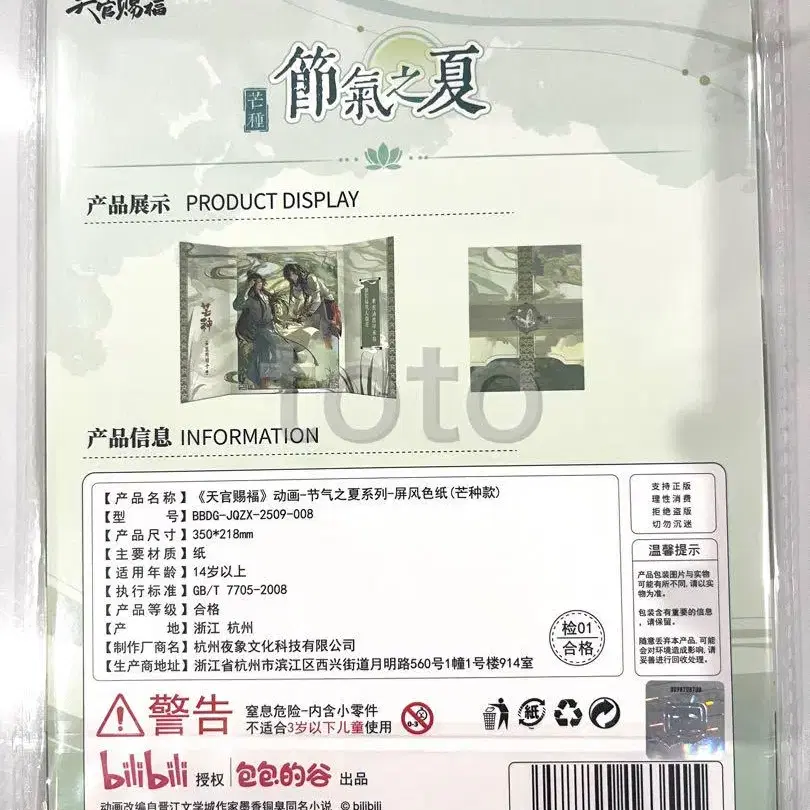 天官赐福
芒種
節氣之夏
产品展示 PRODUCT DISPLAY
芒种
toto
产品信息 INFORMATION
【产品名称】《天官赐福》动画-节气之夏系列-屏风色纸(芒种款)
【型 号】BBDG-JQZX-2509-008
【产品尺寸】350*218mm
【主要材质】纸
【适用年龄】14岁以上
【执行标准】GB/T 7705-2008
【产品等级】合格
【产 地】浙江 杭州
【制作厂商名】杭州夜象文化科技有限公司
【生产商地址】浙江省杭州市滨江区西兴街道月明路560号1幢1号楼914室
检01
合格
支持正版
理性消费
拒绝盗版
切勿沉迷
温馨提示
产品包装图片与实物
可能有所不同,请以实
物为准。
包装含有重要的信息
,请保留。
随意丢弃本产品,可能
会对环境造成影响,请
妥善进行回收处理。
警告
窒息危险-内含小零件
不适合3岁以下儿童使用
0-3
紙
bilibili 授权 包包的谷 出品
动画改编自晋江文学城作家墨香铜臭同名小说 © bilibili